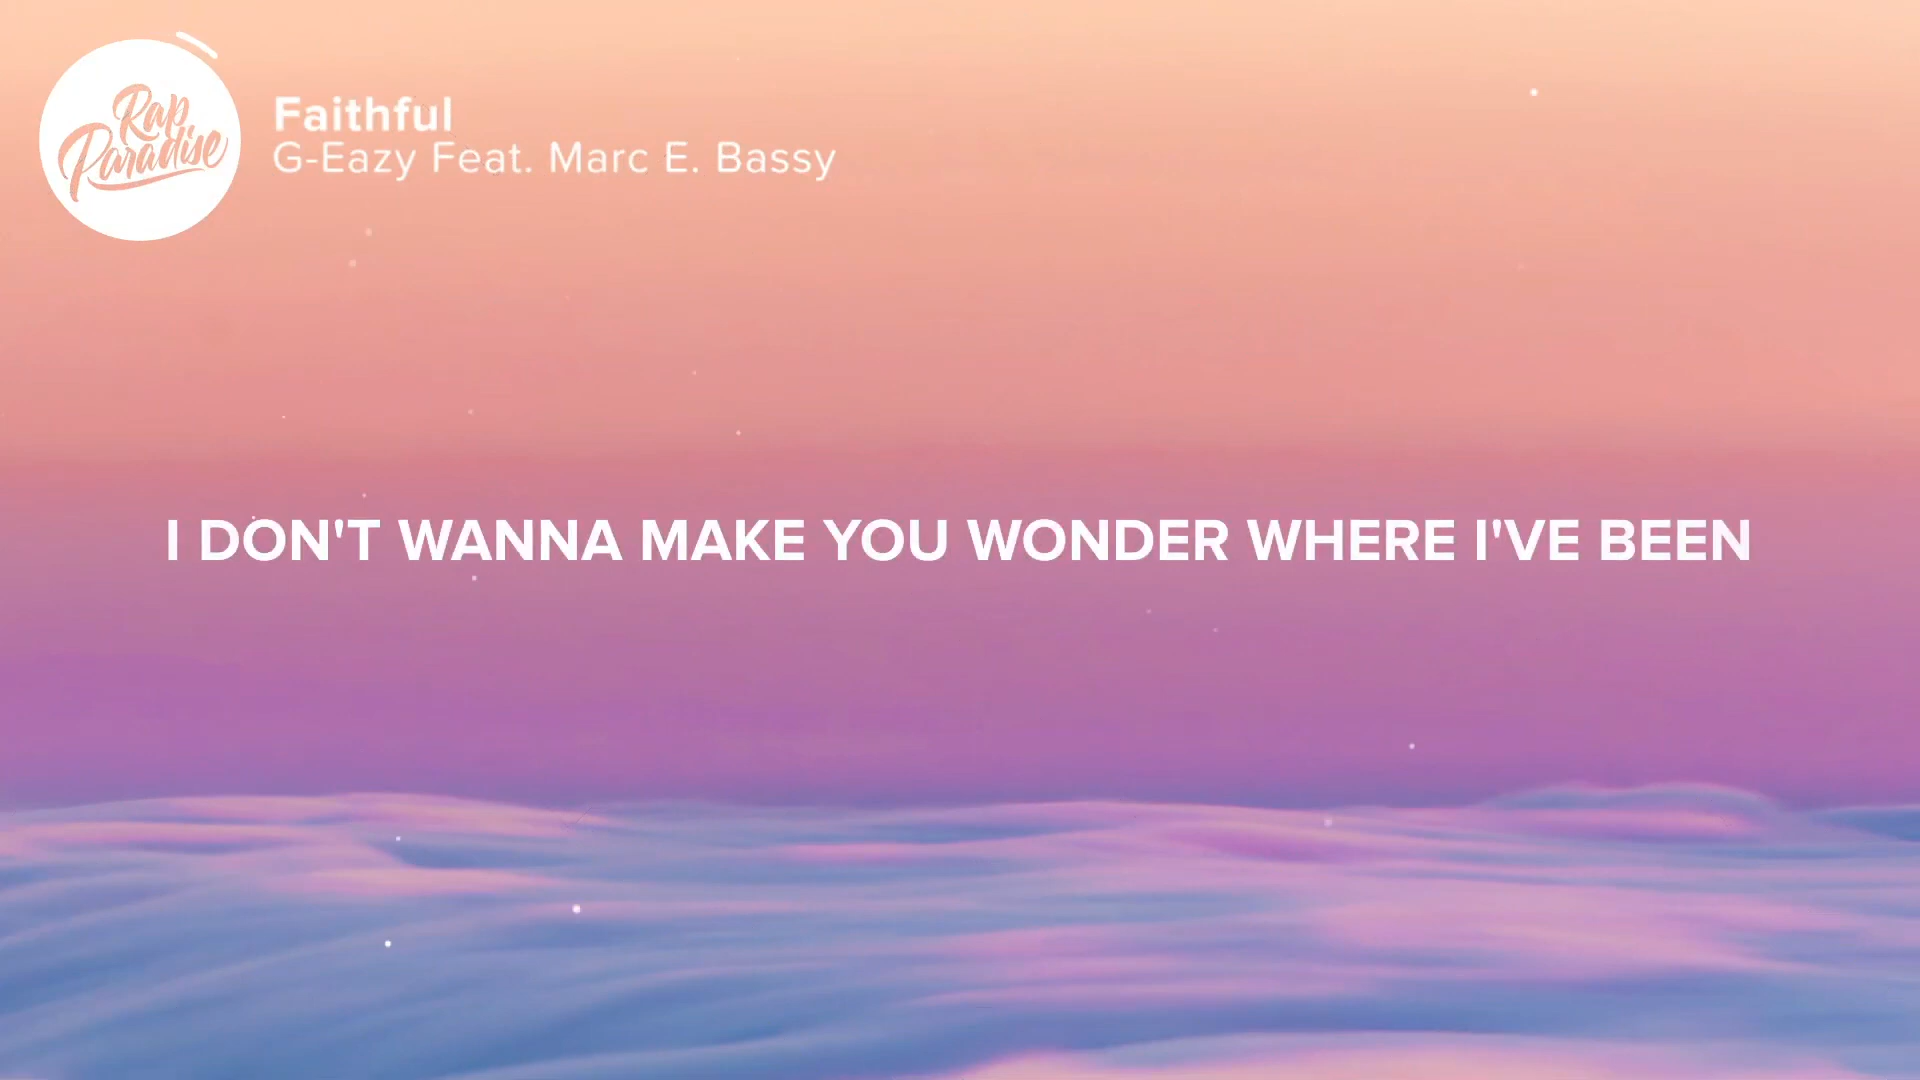 Rap
Paradise
Faithful
G-Eazy Feat. Marc E. Bassy
I DON'T WANNA MAKE YOU WONDER WHERE I'VE BEEN